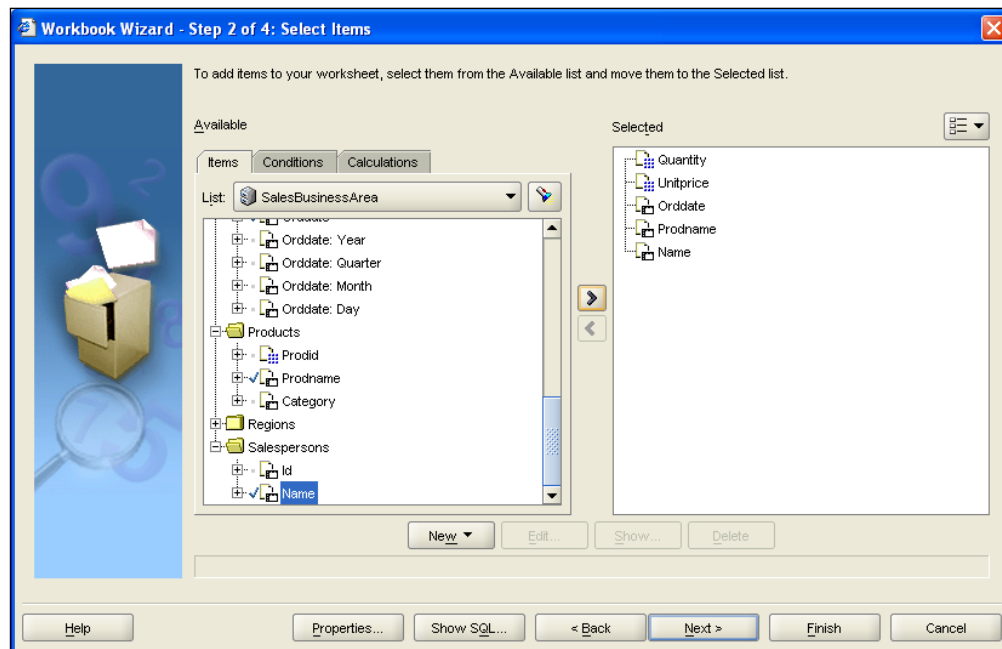 Workbook Wizard - Step 2 of 4: Select Items
To add items to your worksheet, select them from the Available list and move them to the Selected list.
Available
Selected
Items Conditions Calculations
List: SalesBusinessArea
Orddate: Year
Orddate: Quarter
Orddate: Month
Orddate: Day
Products
Prodid
Prodname
Category
Regions
Salespersons
Id
Name
Quantity
Unitprice
Orddate
Prodname
Name
New Edit... Show... Delete
Help Properties... Show SQL... < Back Next > Finish Cancel